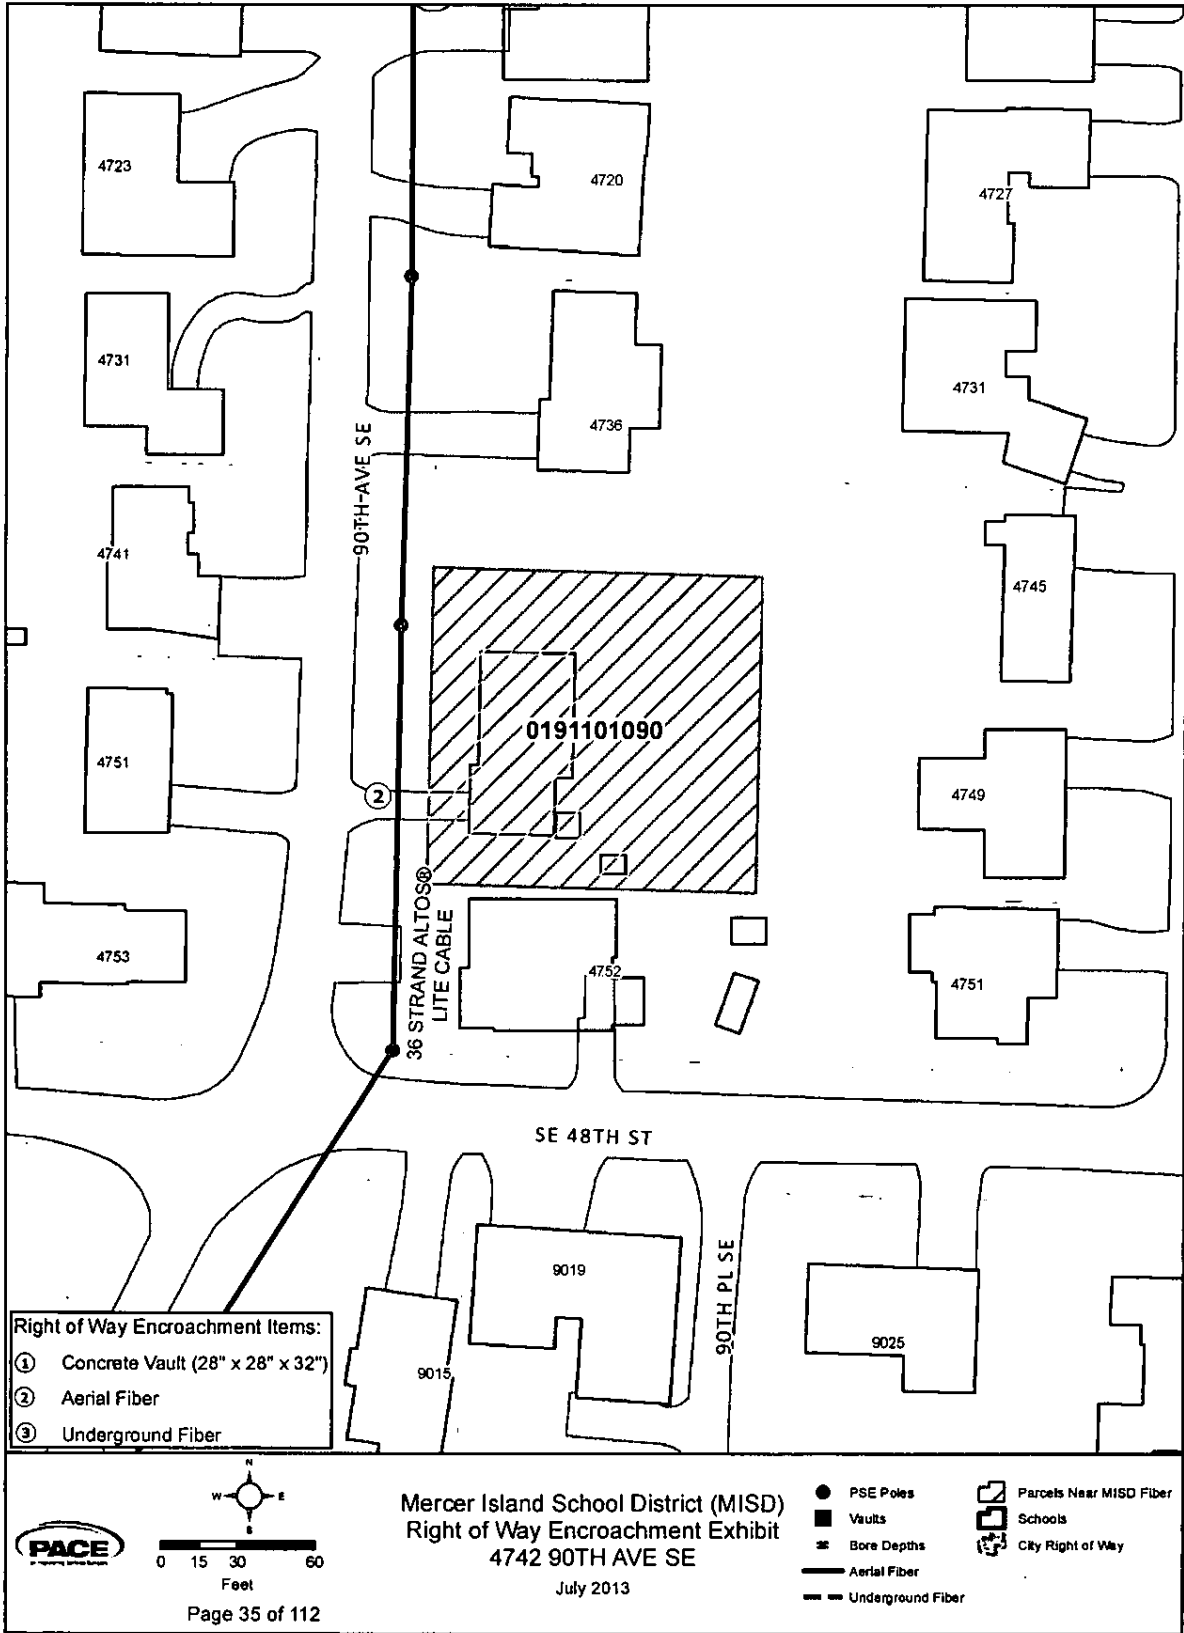 4723
4720
4727
4731
4736
4731
90TH AVE SE
4741
4745
0191101090
4751
4749
2
36 STRAND ALTOS®
LITE CABLE
4753
4752
4751
SE 48TH ST
9019
90TH PL SE
9025
9015
Right of Way Encroachment Items:
1 Concrete Vault (28" x 28" x 32")
2 Aerial Fiber
3 Underground Fiber
N
W E
S
PACE
0 15 30 60
Feet
Page 35 of 112
Mercer Island School District (MISD)
Right of Way Encroachment Exhibit
4742 90TH AVE SE
July 2013
PSE Poles
Vaults
Bore Depths
Aerial Fiber
Underground Fiber
Parcels Near MISD Fiber
Schools
City Right of Way